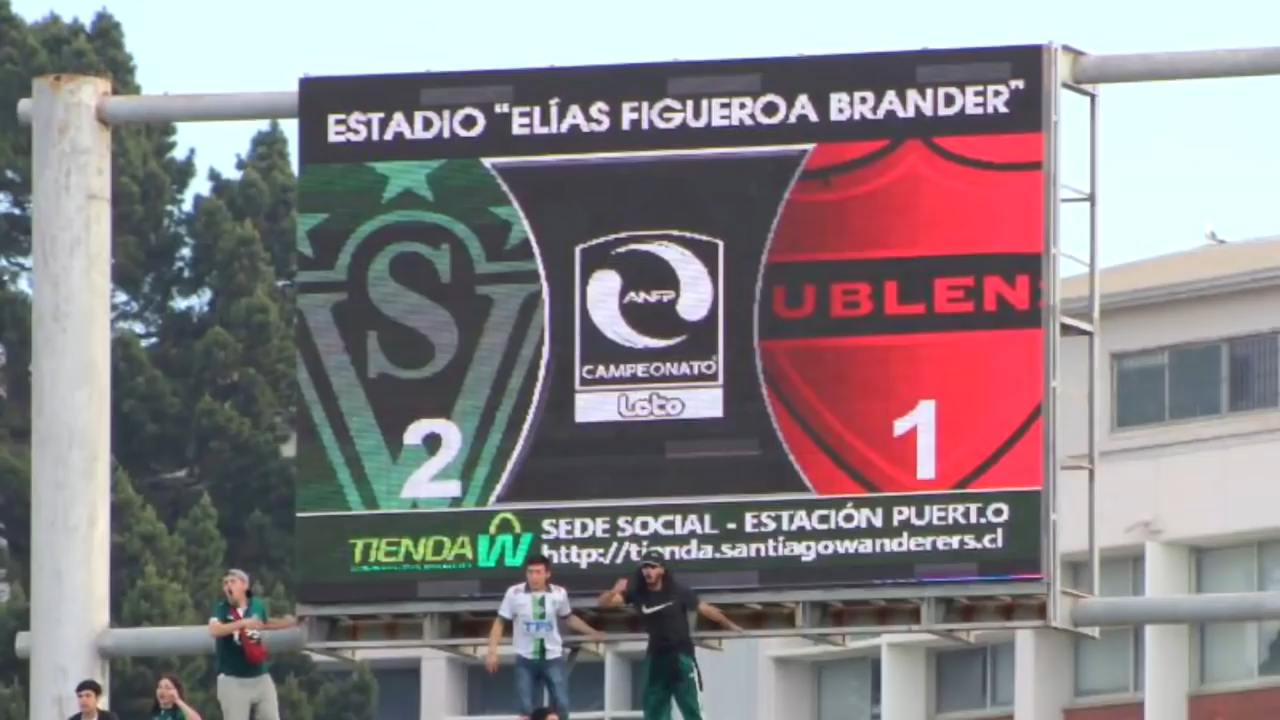 ESTADIO "ELÍAS FIGUEROA BRANDER"
S
W
UBLEN
ANFP
CAMPEONATO
Loto
2
1
TIENDA W
SEDE SOCIAL - ESTACIÓN PUERT.O
http://tienda.santiagowanderers.cl
TPS